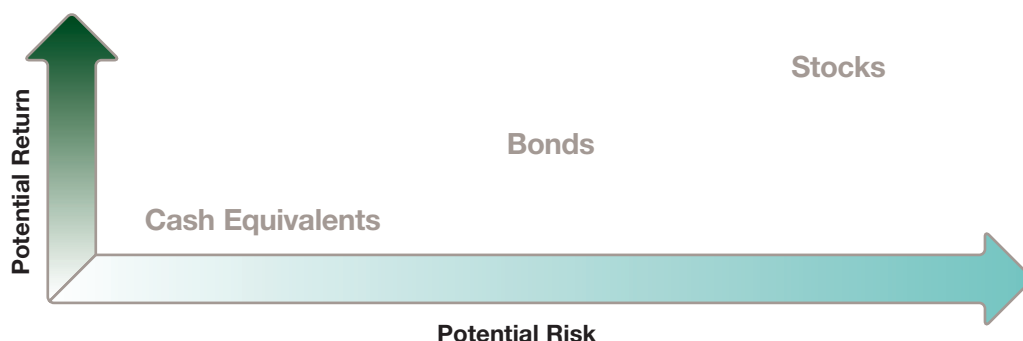 Stocks
Bonds
Cash Equivalents
Potential Return
Potential Risk